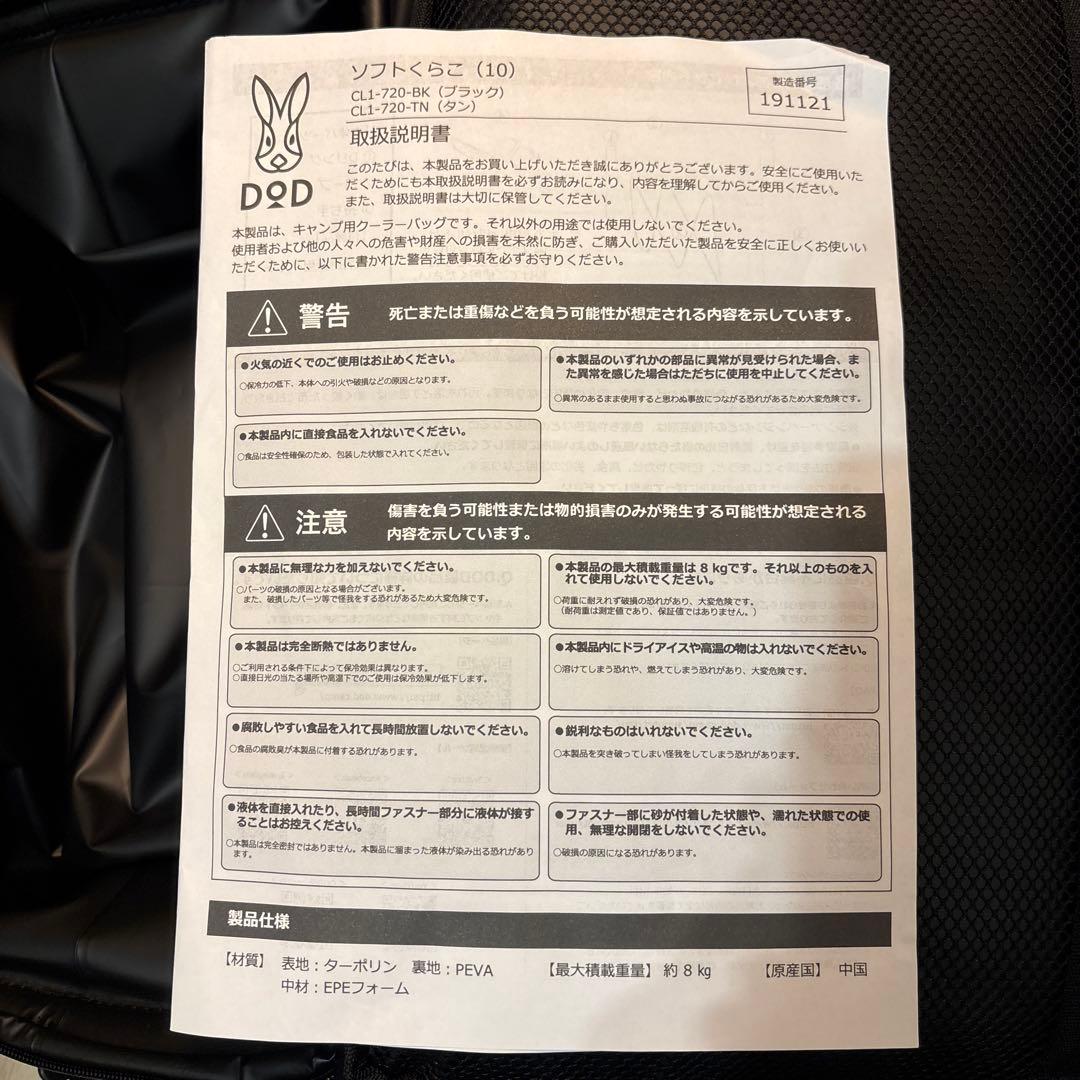 ソフトくらこ（10）
CL1-720-BK（ブラック）
CL1-720-TN（タン）
製造番号
191121
取扱説明書
DOD
このたびは、本製品をお買い上げいただき誠にありがとうございます。安全にご使用いた
だくためにも本取扱説明書を必ずお読みになり、内容を理解してからご使用ください。
また、取扱説明書は大切に保管してください。
本製品は、キャンプ用クーラーバッグです。それ以外の用途では使用しないでください。
使用者および他の人々への危害や財産への損害を未然に防ぎ、ご購入いただいた製品を安全に正しくお使いい
ただくために、以下に書かれた警告注意事項を必ずお守りください。
警告
死亡または重傷などを負う可能性が想定される内容を示しています。
●火気の近くでのご使用はお止めください。
○保冷力の低下、本体への引火や破損などの原因となります。
●本製品のいずれかの部品に異常が見受けられた場合、ま
た異常を感じた場合はただちに使用を中止してください。
○異常のあるまま使用すると思わぬ事故につながる恐れがあるため大変危険です。
●本製品内に直接食品を入れないでください。
○食品は安全性確保のため、包装した状態で入れてください。
注意
傷害を負う可能性または物的損害のみが発生する可能性が想定される
内容を示しています。
●本製品に無理な力を加えないでください。
○パーツの破損の原因となる場合がございます。
また、破損したパーツ等で怪我をする恐れがあるため大変危険です。
●本製品の最大積載重量は 8 kgです。それ以上のものを入
れて使用しないでください。
○荷重に耐えれず破損の恐れがあり、大変危険です。
（耐荷重は測定値であり、保証値ではありません。）
●本製品は完全断熱ではありません。
○ご利用される条件下によって保冷効果は異なります。
○直接日光の当たる場所や高温下でのご使用は保冷効果が低下します。
●本製品内にドライアイスや高温の物は入れないでください。
○溶けてしまう恐れや、燃えてしまう恐れがあり、大変危険です。
●腐敗しやすい食品を入れて長時間放置しないでください。
○食品の腐敗臭が本製品に付着する恐れがあります。
●鋭利なものはいれないでください。
○本製品を突き破ってしまい怪我をしてしまう恐れがあります。
●液体を直接入れたり、長時間ファスナー部分に液体が接す
ることはお控えください。
○本製品は完全密封ではありません。本製品に溜まった液体が染み出る恐れがあり
ます。
●ファスナー部に砂が付着した状態や、濡れた状態での使
用、無理な開閉をしないでください。
○破損の原因になる恐れがあります。
製品仕様
【材質】 表地：ターポリン 裏地：PEVA 【最大積載重量】約 8 kg 【原産国】 中国
中材：EPEフォーム